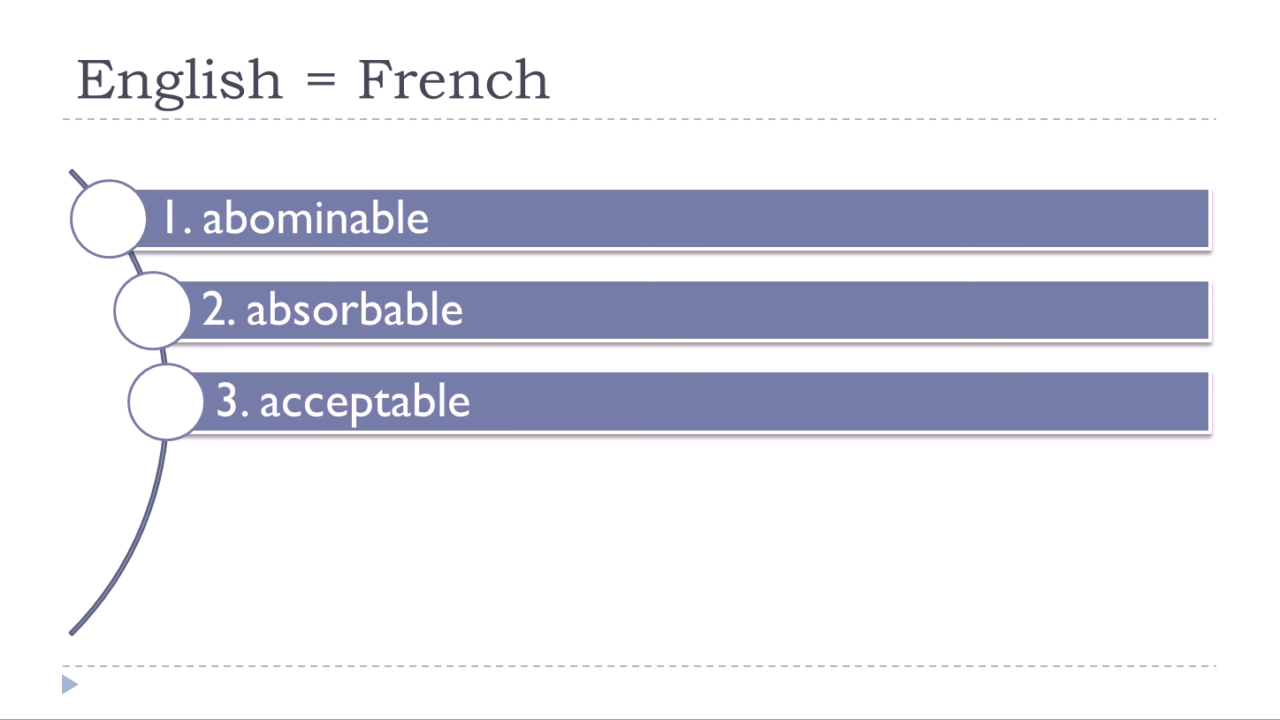 English = French
1. abominable
2. absorbable
3. acceptable